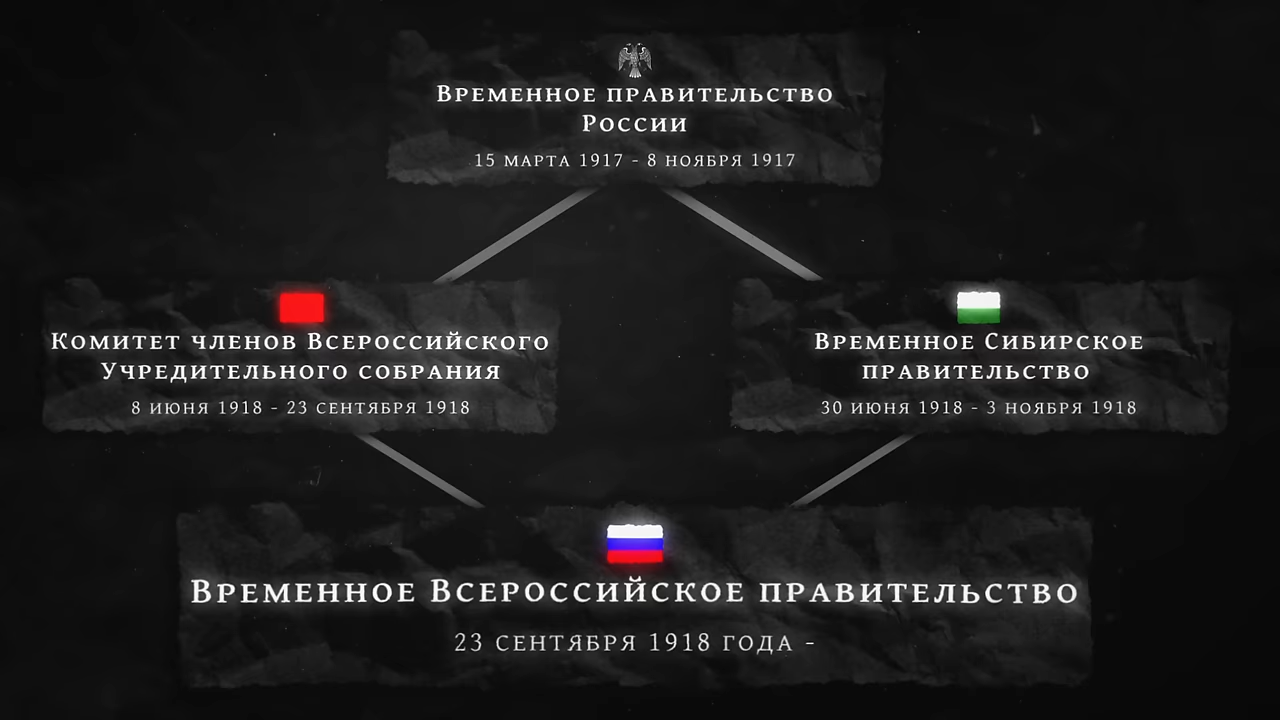 Временное правительство
России
15 марта 1917 - 8 ноября 1917
Комитет членов Всероссийского
Учредительного собрания
8 июня 1918 - 23 сентября 1918
Временное Сибирское
правительство
30 июня 1918 - 3 ноября 1918
Временное Всероссийское правительство
23 сентября 1918 года -